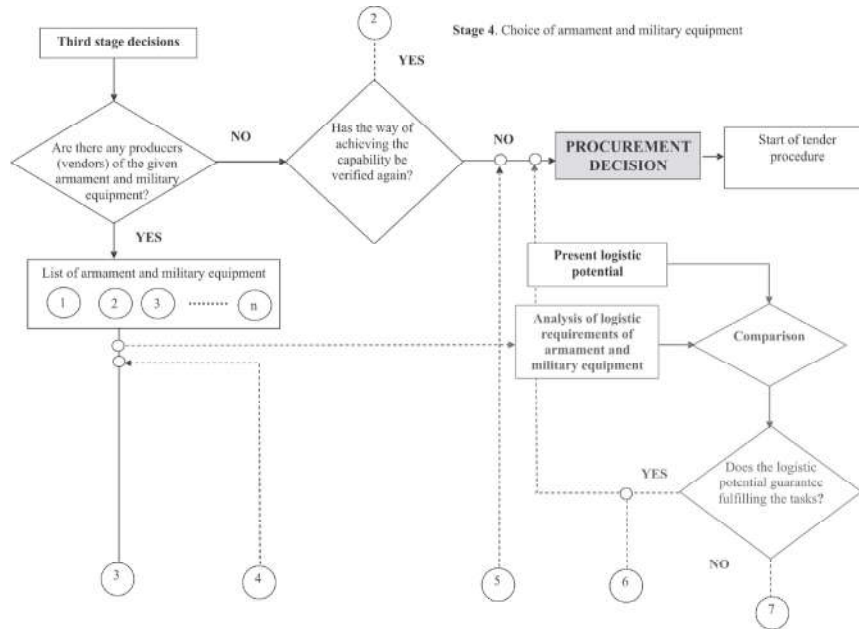 2
Stage 4. Choice of armament and military equipment
Third stage decisions
YES
NO
Has the way of
achieving the
capability be
verified again?
NO
PROCUREMENT
DECISION
Start of tender
procedure
Are there any producers
(vendors) of the given
armament and military
equipment?
YES
List of armament and military equipment
1 2 3 ......... n
Present logistic
potential
Analysis of logistic
requirements of
armament and
military equipment
Comparison
YES
Does the logistic
potential guarantee
fulfilling the tasks?
NO
3
4
5
6
7